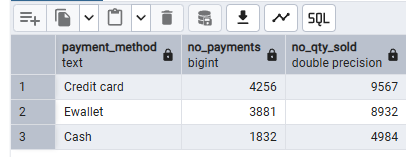 SQL
payment_method no_payments no_qty_sold
text bigint double precision
1 Credit card 4256 9567
2 Ewallet 3881 8932
3 Cash 1832 4984